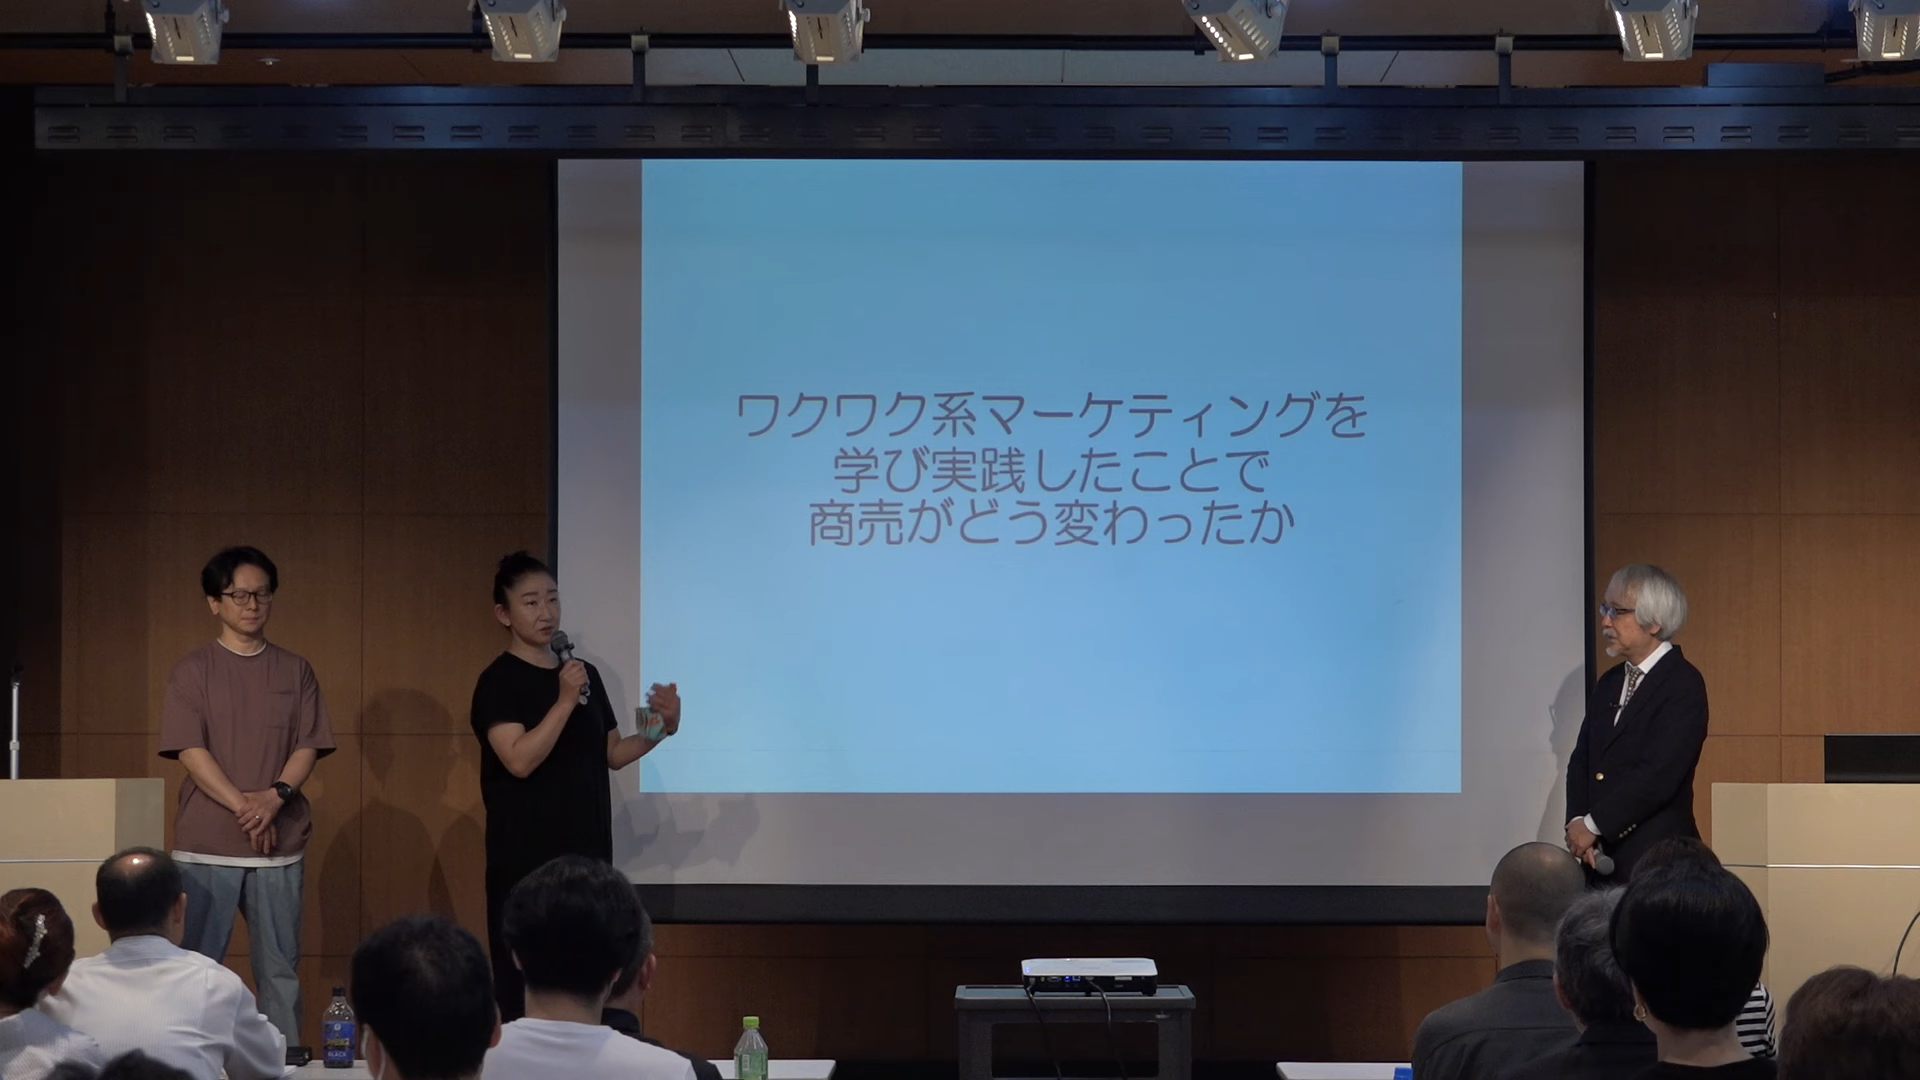 ワクワク系マーケティングを
学び実践したことで
商売がどう変わったか
BLACK